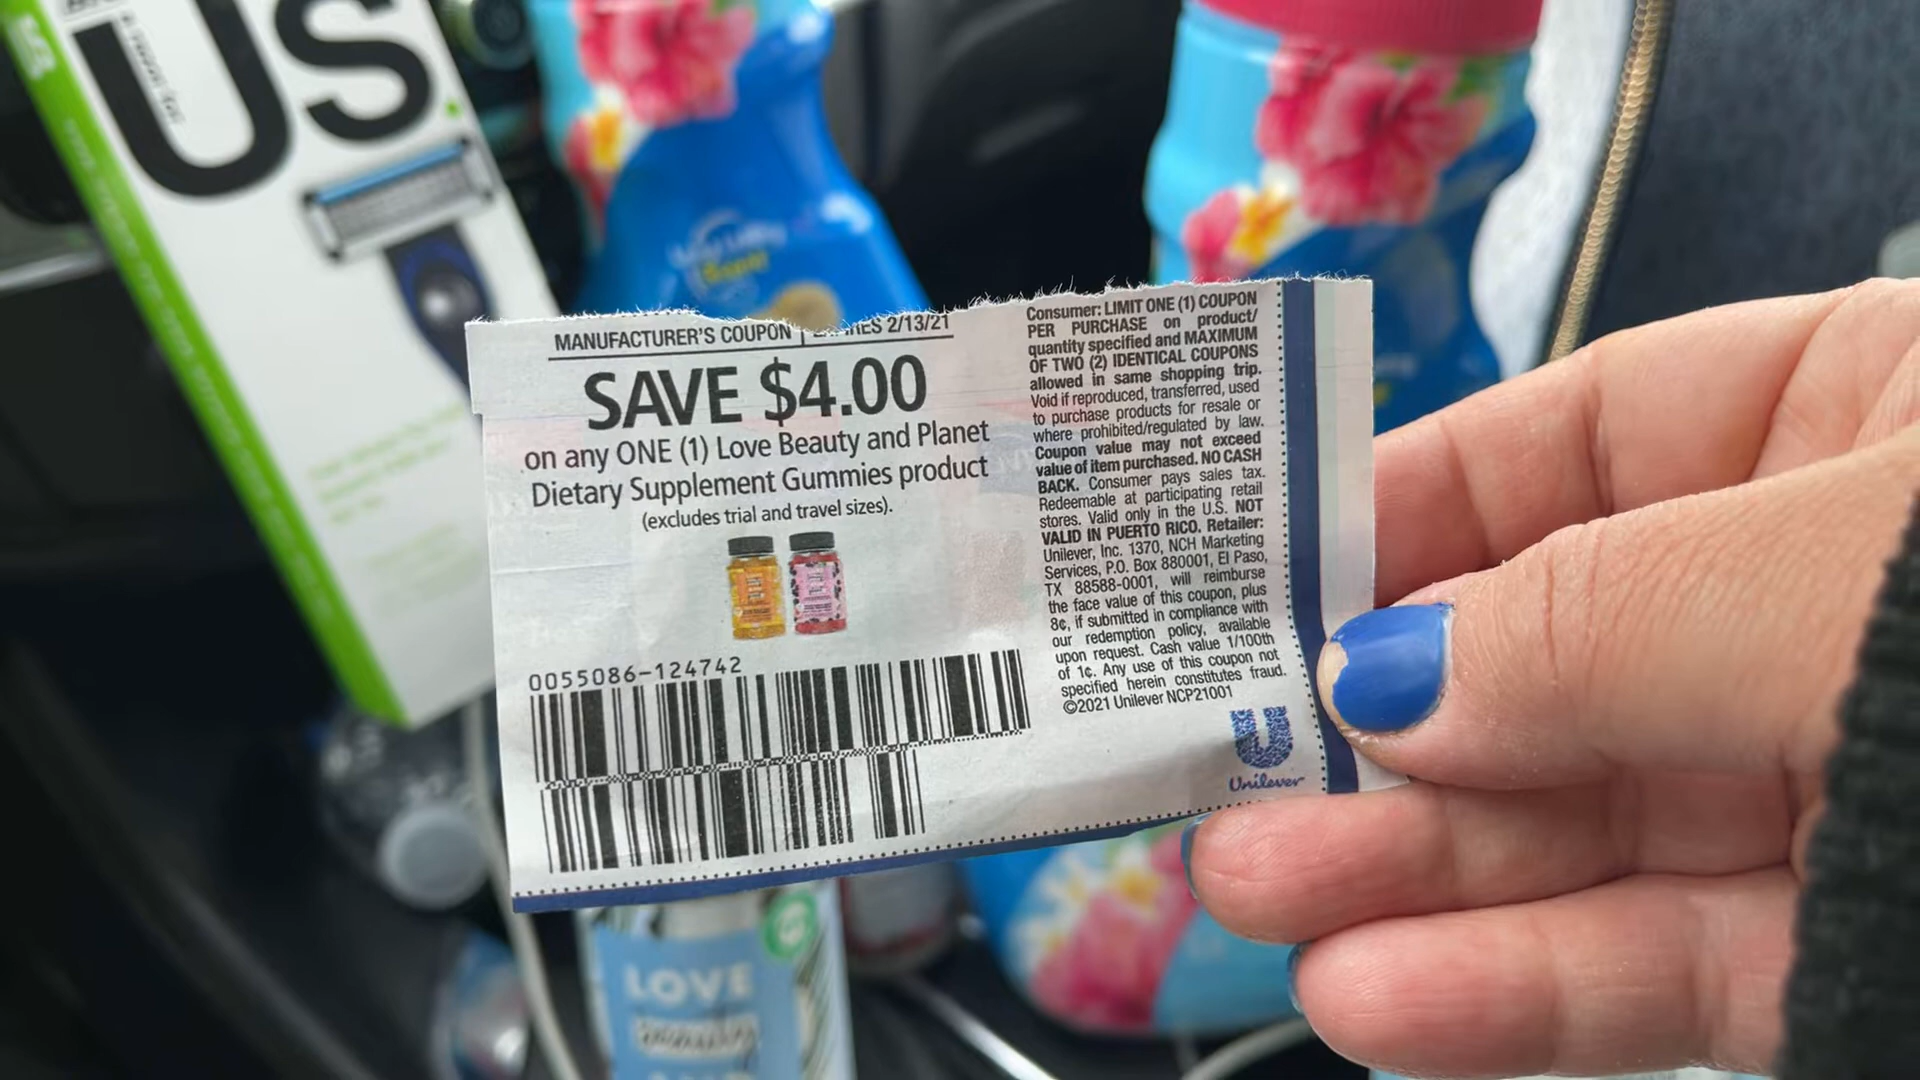 US.
MANUFACTURER'S COUPON | EXPIRES 2/13/21
SAVE $4.00
on any ONE (1) Love Beauty and Planet
Dietary Supplement Gummies product
(excludes trial and travel sizes).
0055086-124742
Consumer: LIMIT ONE (1) COUPON
PER PURCHASE on product/
quantity specified and MAXIMUM
OF TWO (2) IDENTICAL COUPONS
allowed in same shopping trip.
Void if reproduced, transferred, used
to purchase products for resale or
where prohibited/regulated by law.
Coupon value may not exceed
value of item purchased. NO CASH
BACK. Consumer pays sales tax.
Redeemable at participating retail
stores. Valid only in the U.S. NOT
VALID IN PUERTO RICO. Retailer:
Unilever, Inc. 1370, NCH Marketing
Services, P.O. Box 880001, El Paso,
TX 88588-0001, will reimburse
the face value of this coupon, plus
8¢, if submitted in compliance with
our redemption policy, available
upon request. Cash value 1/100th
of 1¢. Any use of this coupon not
specified herein constitutes fraud.
©2021 Unilever NCP21001
Unilever
LOVE